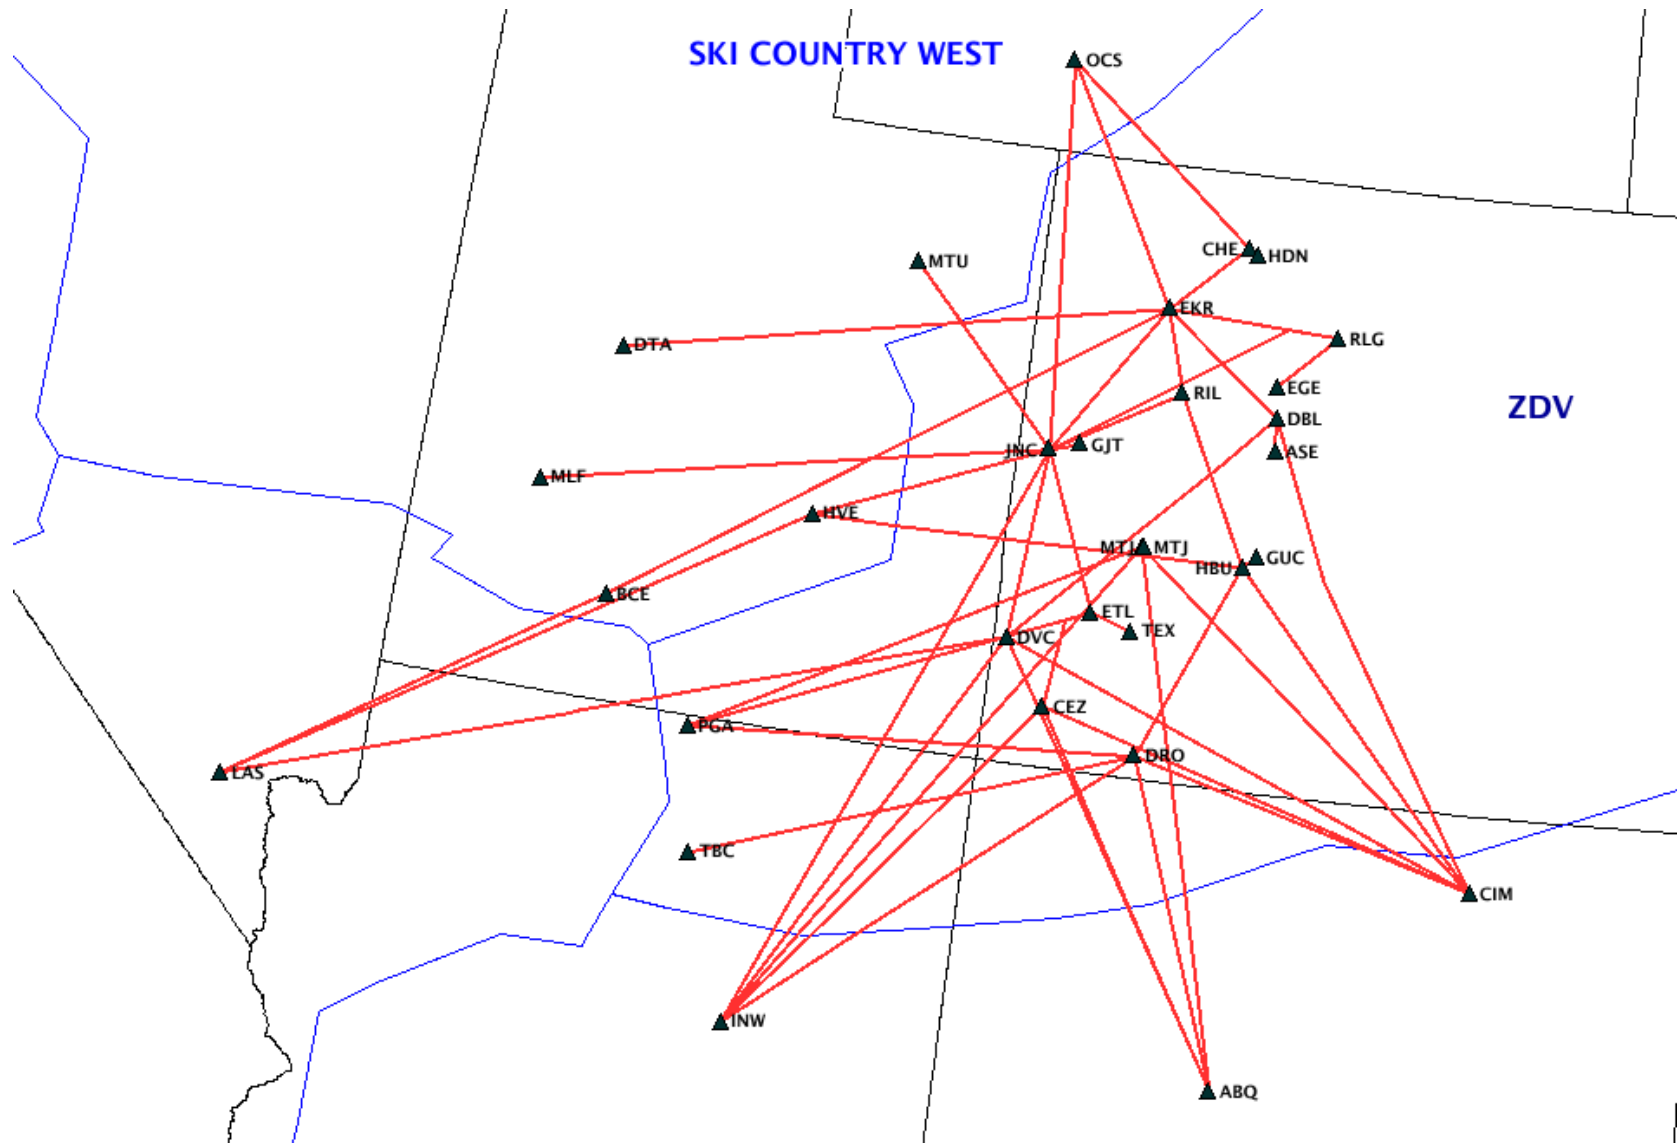 SKI COUNTRY WEST
OCS
CHE
HDN
MTU
EKR
DTA
RLG
EGE
RIL
ZDV
DBL
JNC
GJT
ASE
MLF
HVE
MTJ
MTJ
GUC
HBU
BCE
ETL
TEX
DVC
CEZ
PGA
DRO
LAS
TBC
CIM
INW
ABQ